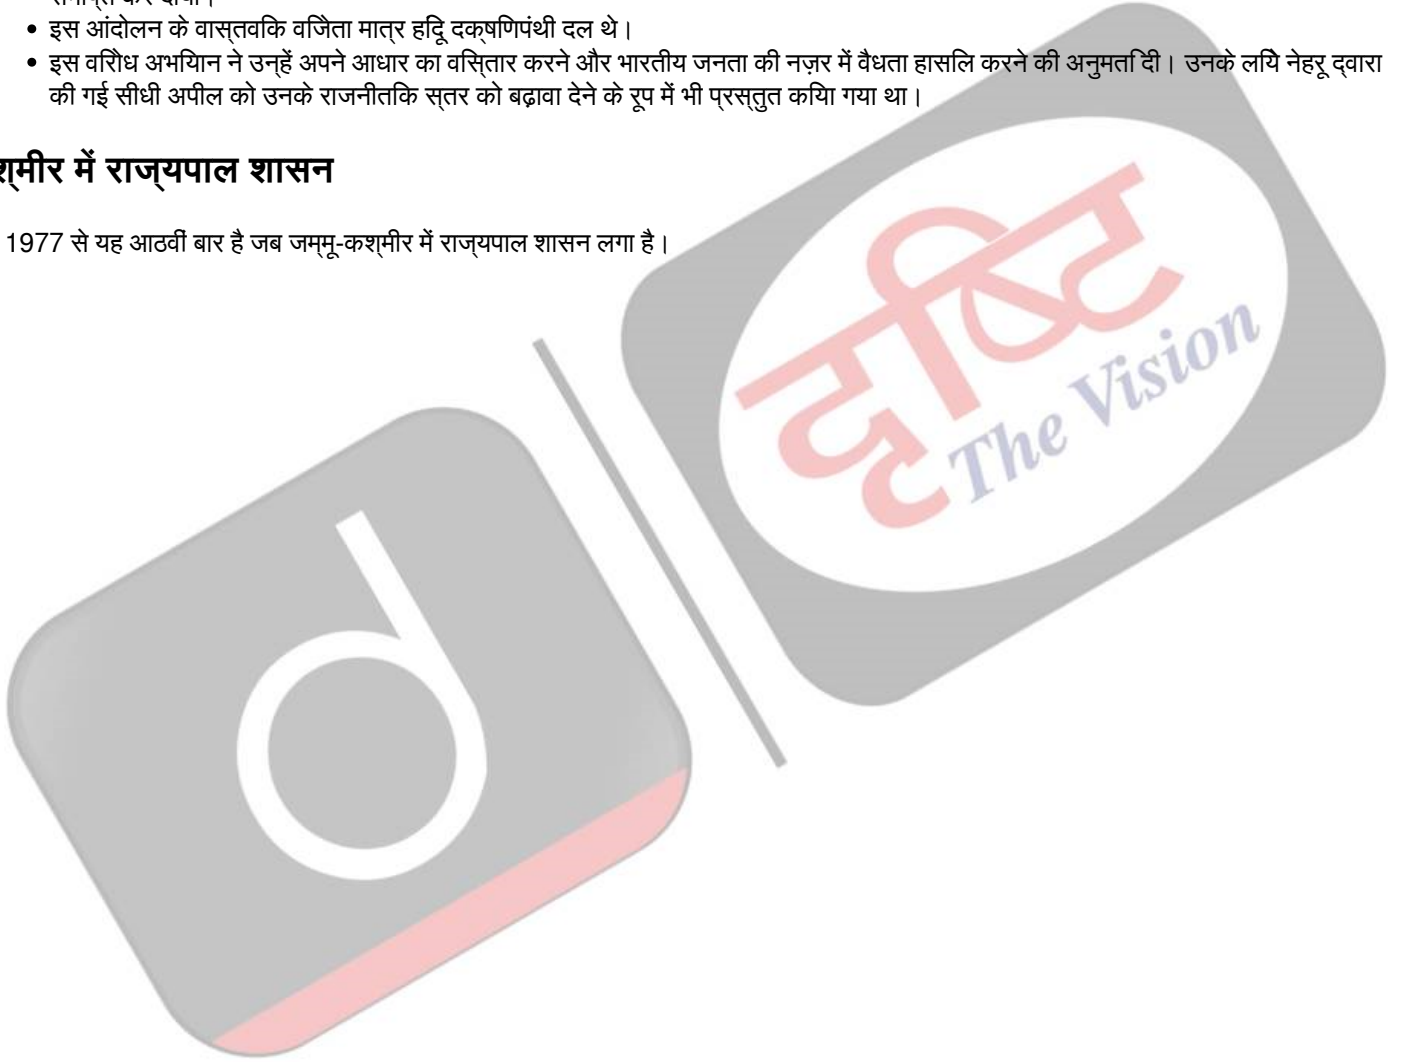 इस आंदोलन के वास्तविक विजेता मात्र हिंदू दक्षिणपंथी दल थे।
इस विरोध अभियान ने उन्हें अपने आधार का विस्तार करने और भारतीय जनता की नज़र में वैधता हासिल करने की अनुमति दी। उनके लिये नेहरू द्वारा
की गई सीधी अपील को उनके राजनीतिक स्तर को बढ़ावा देने के रूप में भी प्रस्तुत किया गया था।
श्मीर में राज्यपाल शासन
1977 से यह आठवीं बार है जब जम्मू-कश्मीर में राज्यपाल शासन लगा है।
दृष्टि
The Vision
d